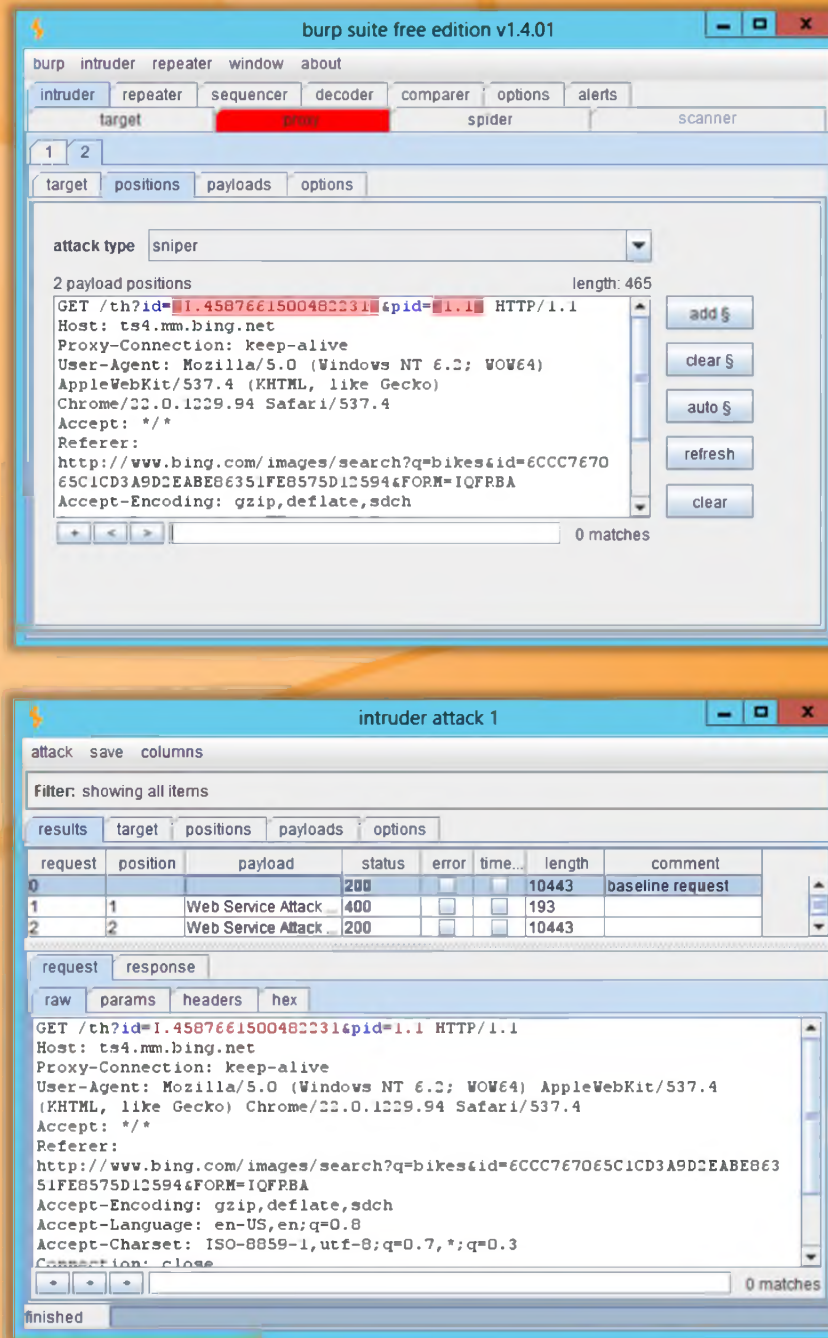 burp suite free edition v1.4.01
burp intruder repeater window about
intruder repeater sequencer decoder comparer options alerts
target proxy spider scanner
1 2
target positions payloads options
attack type sniper
2 payload positions length: 465
GET /th?id=§I.4587661500482231§&pid=§1.1§ HTTP/1.1
Host: ts4.mm.bing.net
Proxy-Connection: keep-alive
User-Agent: Mozilla/5.0 (Windows NT 6.2; WOW64)
AppleWebKit/537.4 (KHTML, like Gecko)
Chrome/22.0.1229.94 Safari/537.4
Accept: */*
Referer:
http://www.bing.com/images/search?q=bikes&id=6CCC7670
65C1CD3A9D2EABE86351FE8575D12594&FORM=IQFRBA
Accept-Encoding: gzip,deflate,sdch
add §
clear §
auto §
refresh
clear
+ < > 0 matches
intruder attack 1
attack save columns
Filter: showing all items
results target positions payloads options
request position payload status error time... length comment
0 200 10443 baseline request
1 1 Web Service Attack ... 400 193
2 2 Web Service Attack ... 200 10443
request response
raw params headers hex
GET /th?id=I.4587661500482231&pid=1.1 HTTP/1.1
Host: ts4.mm.bing.net
Proxy-Connection: keep-alive
User-Agent: Mozilla/5.0 (Windows NT 6.2; WOW64) AppleWebKit/537.4
(KHTML, like Gecko) Chrome/22.0.1229.94 Safari/537.4
Accept: */*
Referer:
http://www.bing.com/images/search?q=bikes&id=6CCC767065C1CD3A9D2EABE863
51FE8575D12594&FORM=IQFRBA
Accept-Encoding: gzip,deflate,sdch
Accept-Language: en-US,en;q=0.8
Accept-Charset: ISO-8859-1,utf-8;q=0.7,*;q=0.3
Connection: close
0 matches
finished